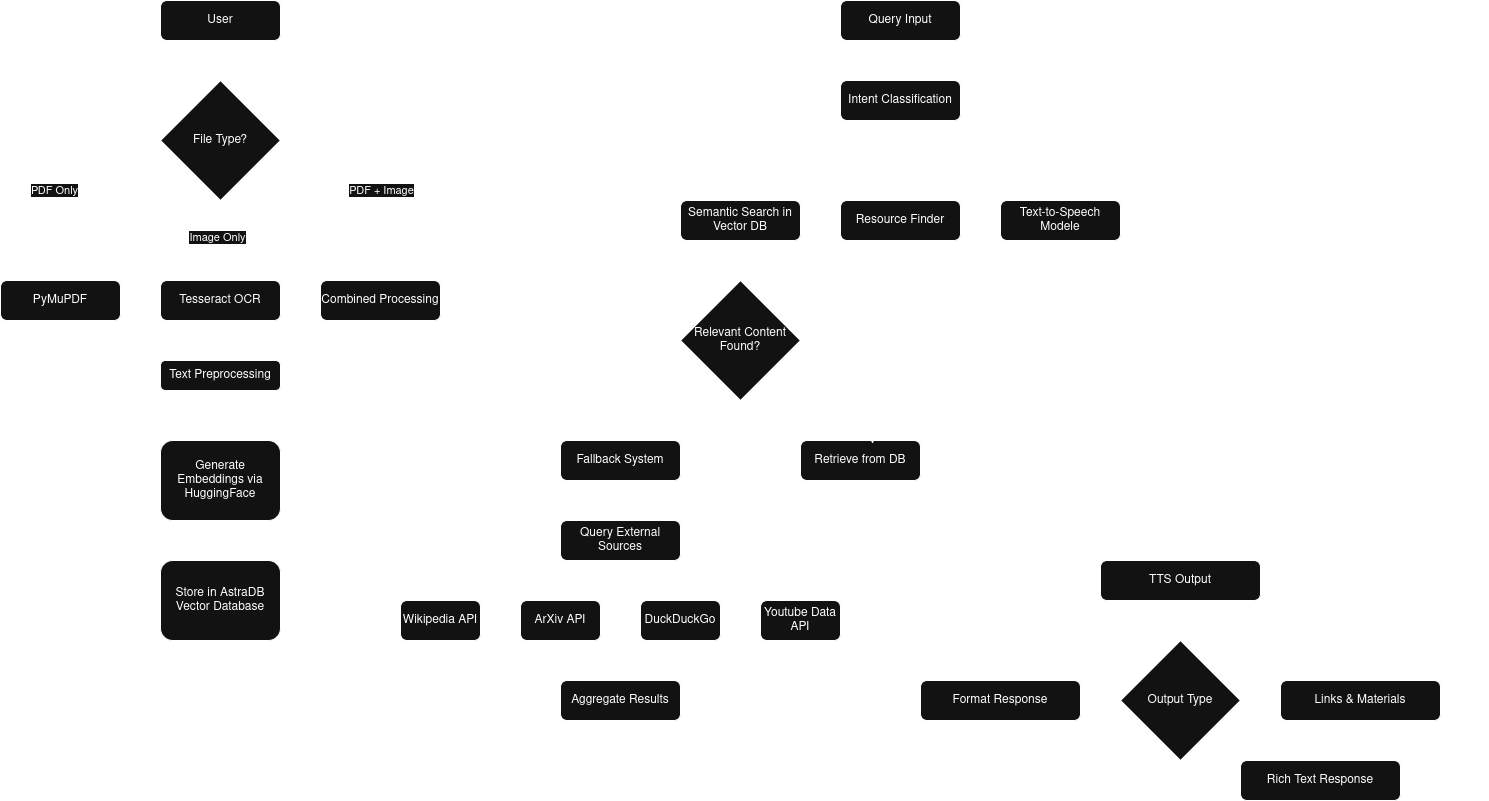 User
File Type?
PDF Only
PDF + Image
Image Only
PyMuPDF
Tesseract OCR
Combined Processing
Text Preprocessing
Generate
Embeddings via
HuggingFace
Store in AstraDB
Vector Database
Query Input
Intent Classification
Semantic Search in
Vector DB
Resource Finder
Text-to-Speech
Modele
Relevant Content
Found?
Fallback System
Retrieve from DB
Query External
Sources
Wikipedia API
ArXiv API
DuckDuckGo
Youtube Data
API
Aggregate Results
TTS Output
Format Response
Output Type
Links & Materials
Rich Text Response